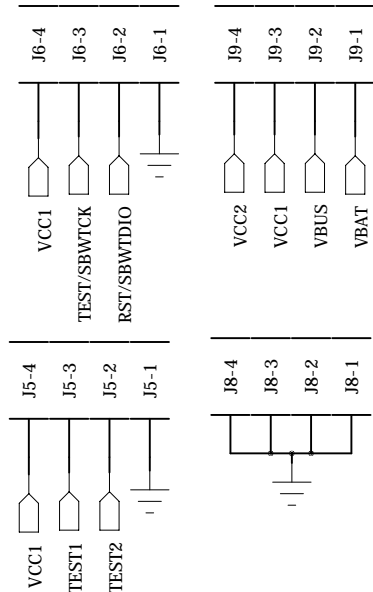 J6-4
J6-3
J6-2
J6-1
VCC1
TEST/SBWTCK
RST/SBWTDIO
J9-4
J9-3
J9-2
J9-1
VCC2
VCC1
VBUS
VBAT
J5-4
J5-3
J5-2
J5-1
VCC1
TEST1
TEST2
J8-4
J8-3
J8-2
J8-1